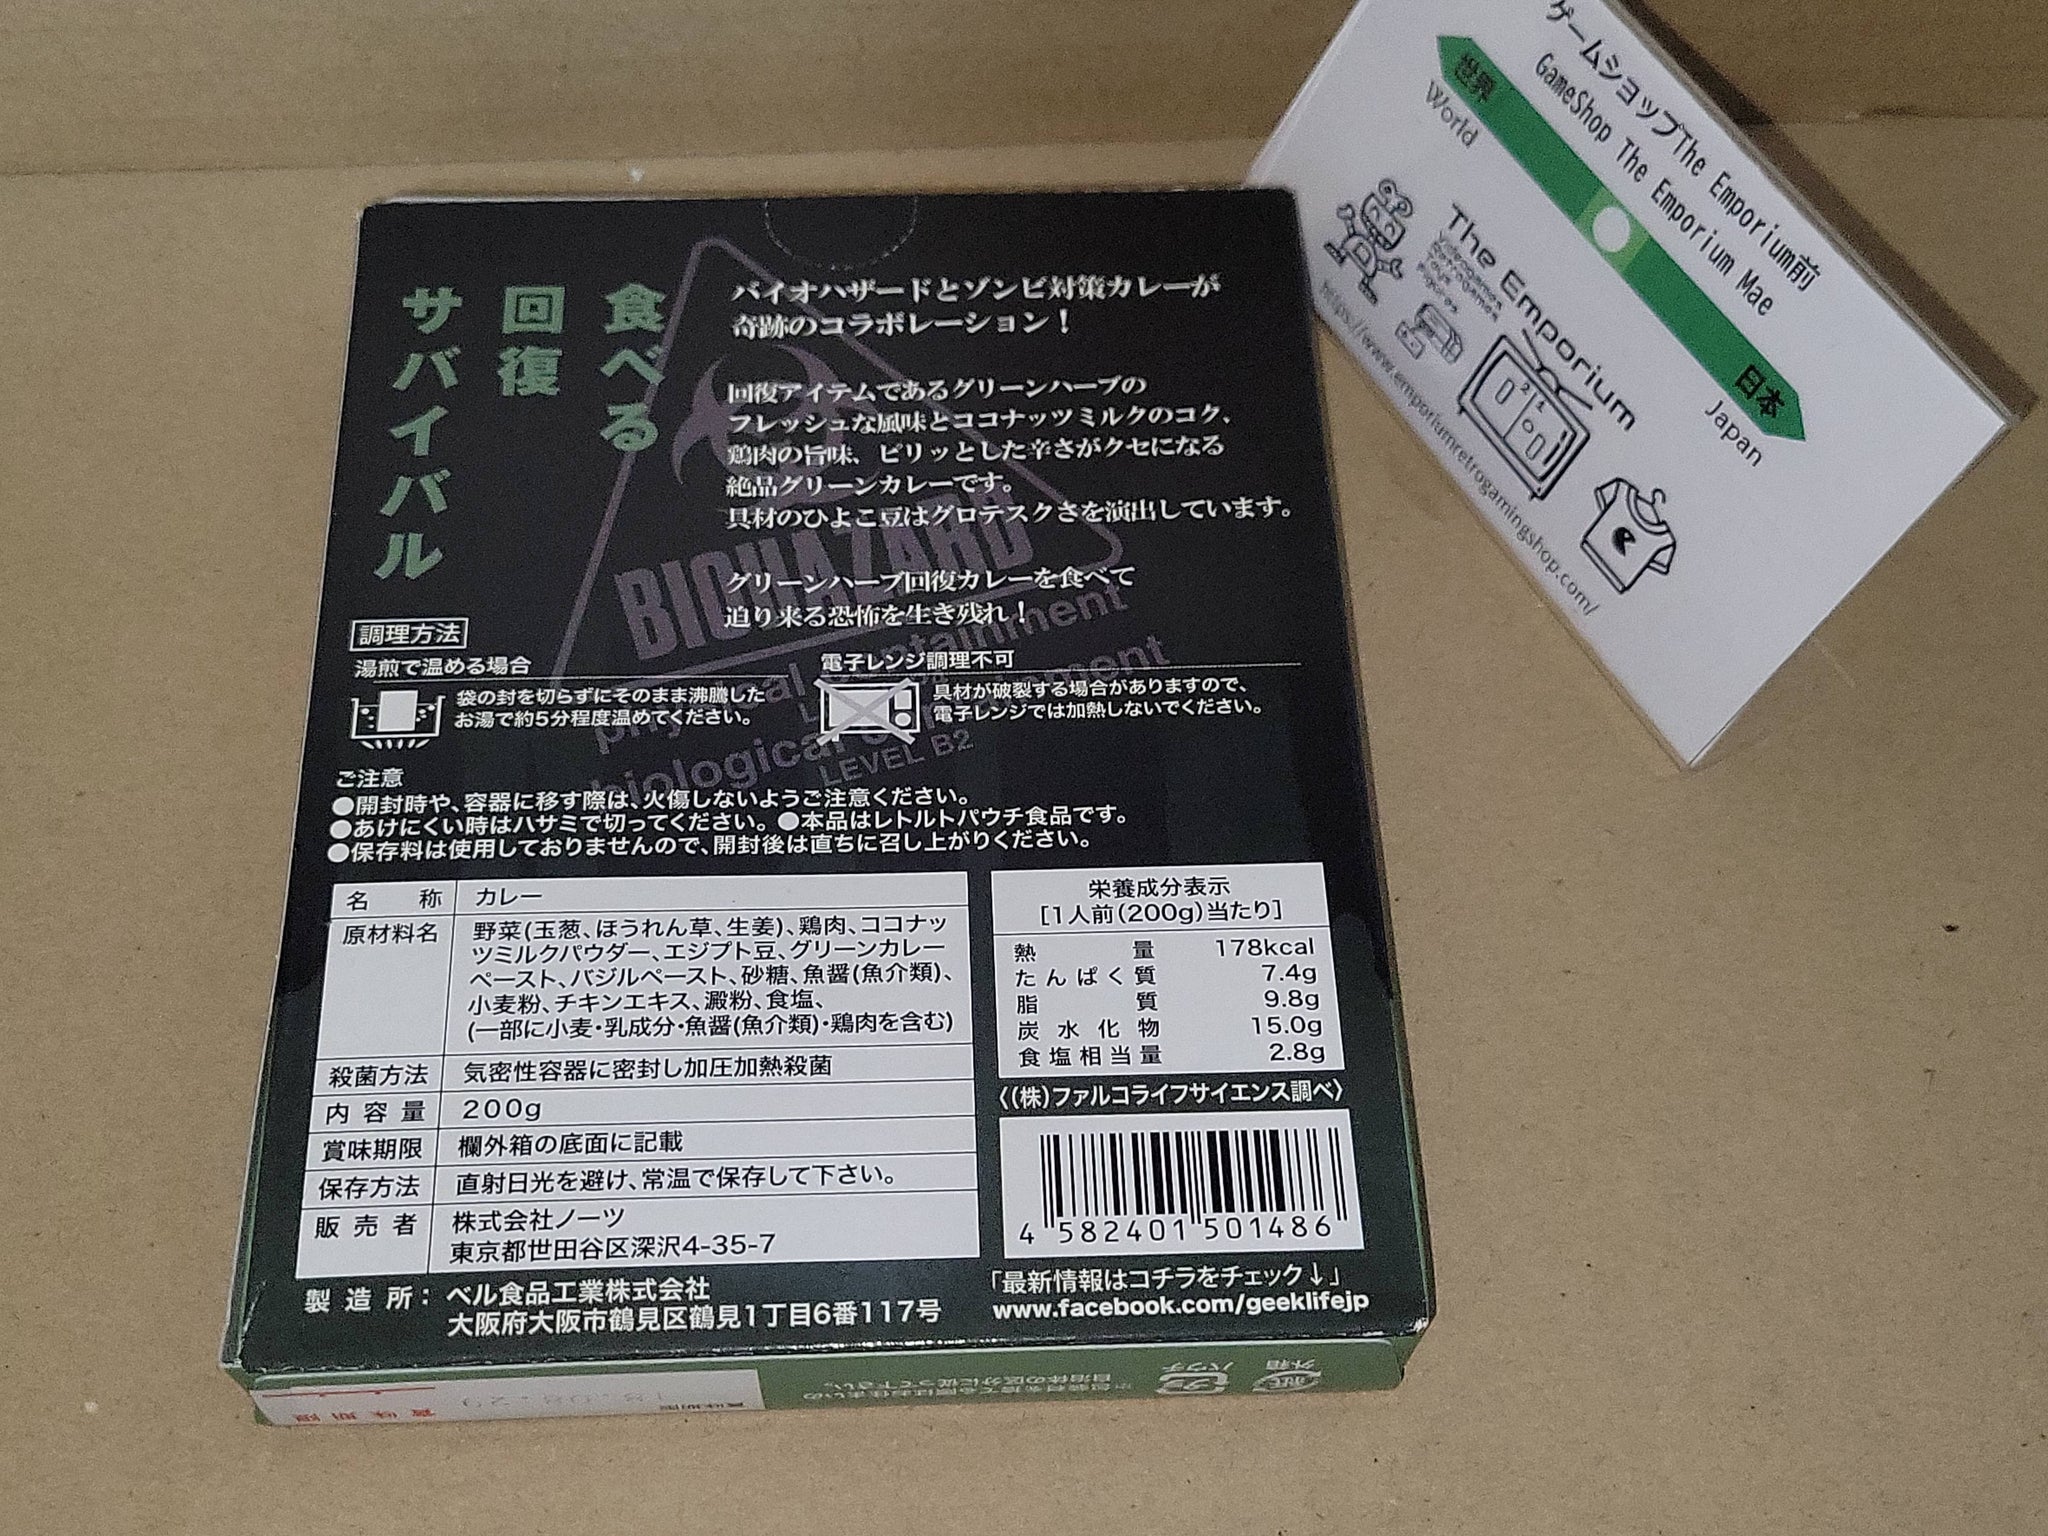 食べる
回復
サバイバル
バイオハザードとゾンビ対策カレーが
奇跡のコラボレーション！
回復アイテムであるグリーンハーブの
フレッシュな風味とココナッツミルクのコク、
鶏肉の旨味、ピリッとした辛さがクセになる
絶品グリーンカレーです。
具材のひよこ豆はグロテスクさを演出しています。
グリーンハーブ回復カレーを食べて
迫り来る恐怖を生き残れ！
BIOHAZARD
physical containment
biological containment
LEVEL B2
調理方法
湯煎で温める場合
袋の封を切らずにそのまま沸騰した
お湯で約5分程度温めてください。
電子レンジ調理不可
具材が破裂する場合がありますので、
電子レンジでは加熱しないでください。
ご注意
●開封時や、容器に移す際は、火傷しないようご注意ください。
●あけにくい時はハサミで切ってください。●本品はレトルトパウチ食品です。
●保存料は使用しておりませんので、開封後は直ちに召し上がりください。
名称 カレー
原材料名 野菜(玉葱、ほうれん草、生姜)、鶏肉、ココナッ
ツミルクパウダー、エジプト豆、グリーンカレー
ペースト、バジルペースト、砂糖、魚醤(魚介類)、
小麦粉、チキンエキス、澱粉、食塩、
(一部に小麦・乳成分・魚醤(魚介類)・鶏肉を含む)
殺菌方法 気密性容器に密封し加圧加熱殺菌
内容量 200g
賞味期限 欄外箱の底面に記載
保存方法 直射日光を避け、常温で保存して下さい。
販売者 株式会社ノーツ
東京都世田谷区深沢4-35-7
製造所：ベル食品工業株式会社
大阪府大阪市鶴見区鶴見1丁目6番117号
栄養成分表示
[1人前(200g)当たり]
熱量 178kcal
たんぱく質 7.4g
脂質 9.8g
炭水化物 15.0g
食塩相当量 2.8g
〈(株)ファルコライフサイエンス調べ〉
4 582401 501486
「最新情報はコチラをチェック↓」
www.facebook.com/geeklifejp
賞味期限
外箱
パウチ
ゲームショップThe Emporium前
GameShop The Emporium Mae
世界
World
日本
Japan
The Emporium
Videogames
RetroGames
Toys
Figures
https://www.emporiumretrogamingshop.com/